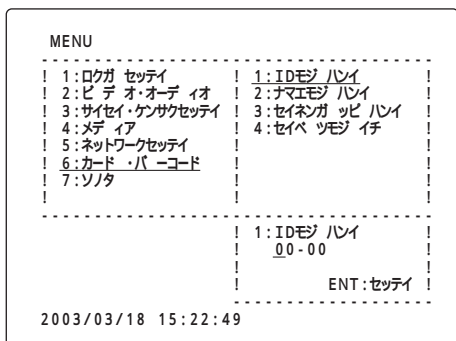 MENU
1:ロクガ セッテイ
2:ビデオ・オーディオ
3:サイセイ・ケンサクセッテイ
4:メディア
5:ネットワークセッテイ
6:カード・バーコード
7:ソノタ
1:IDモジ ハンイ
2:ナマエモジ ハンイ
3:セイネンガッピ ハンイ
4:セイベツモジ イチ
1:IDモジ ハンイ
00-00
ENT:セッテイ
2003/03/18 15:22:49